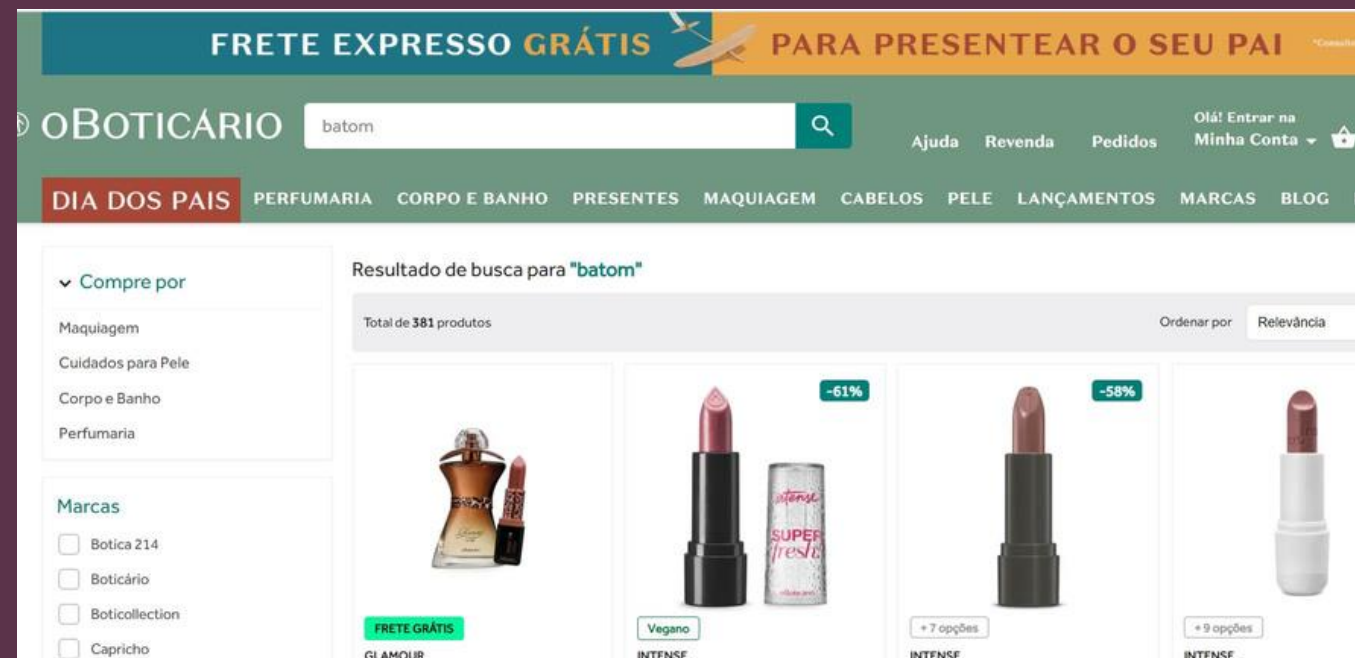 FRETE EXPRESSO GRÁTIS PARA PRESENTEAR O SEU PAI
OBOTICÁRIO
batom
Ajuda Revenda Pedidos
Olá! Entrar na
Minha Conta
DIA DOS PAIS PERFUMARIA CORPO E BANHO PRESENTES MAQUIAGEM CABELOS PELE LANÇAMENTOS MARCAS BLOG
Compre por
Maquiagem
Cuidados para Pele
Corpo e Banho
Perfumaria
Marcas
Botica 214
Boticário
Boticollection
Capricho
Resultado de busca para "batom"
Total de 381 produtos
Ordenar por Relevância
FRETE GRÁTIS
GLAMOUR
-61%
intense
SUPER
fresh
Vegano
INTENSE
-58%
+ 7 opções
INTENSE
+ 9 opções
INTENSE